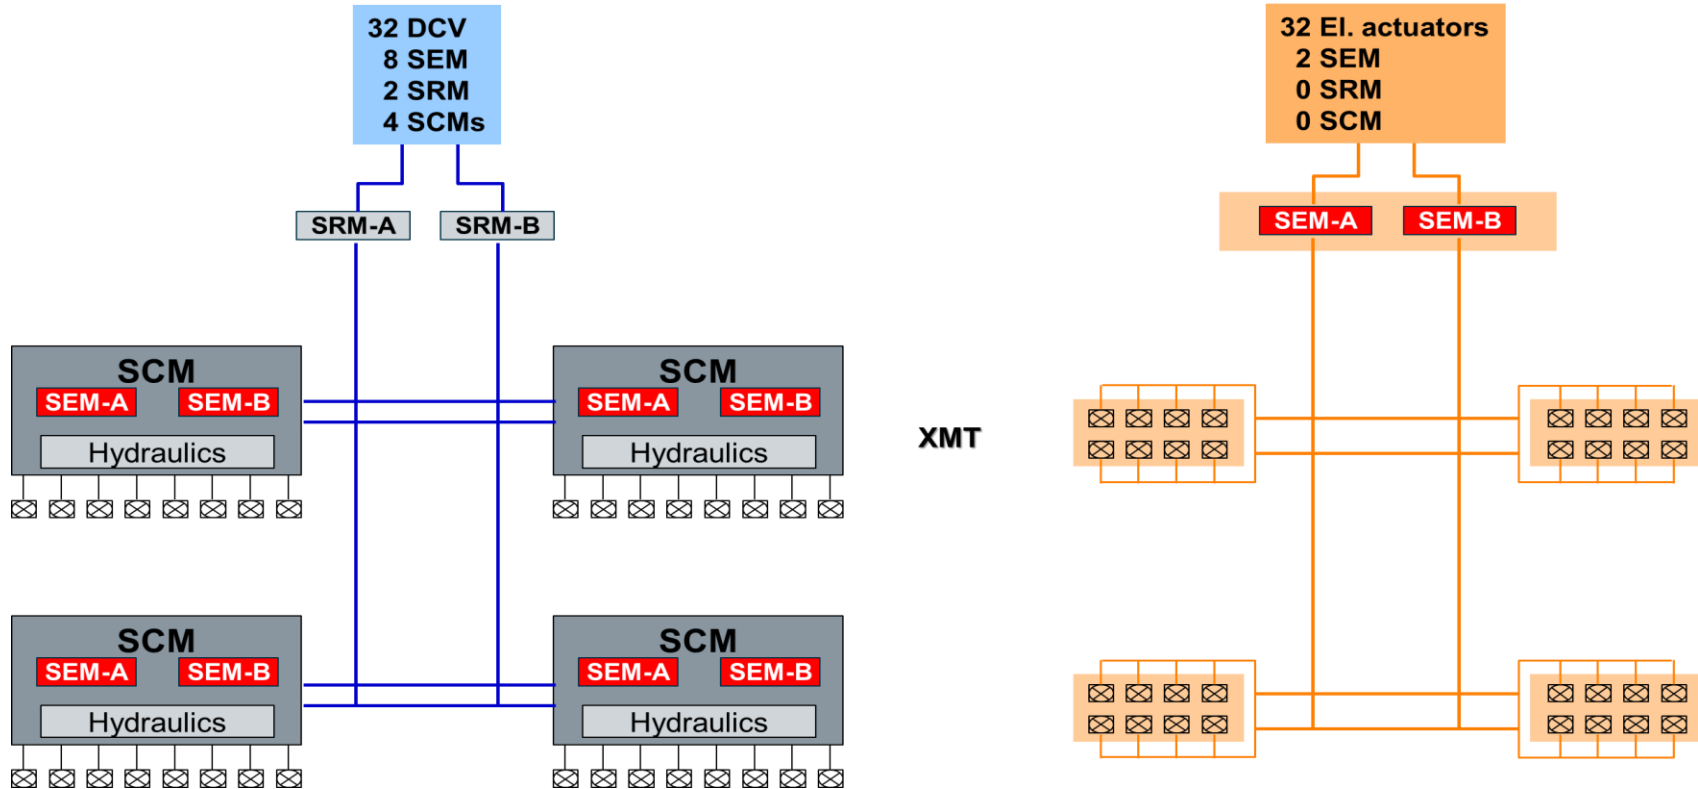 32 DCV
8 SEM
2 SRM
4 SCMs
32 El. actuators
2 SEM
0 SRM
0 SCM
SRM-A
SRM-B
SEM-A
SEM-B
SCM
SEM-A
SEM-B
Hydraulics
SCM
SEM-A
SEM-B
Hydraulics
XMT
SCM
SEM-A
SEM-B
Hydraulics
SCM
SEM-A
SEM-B
Hydraulics